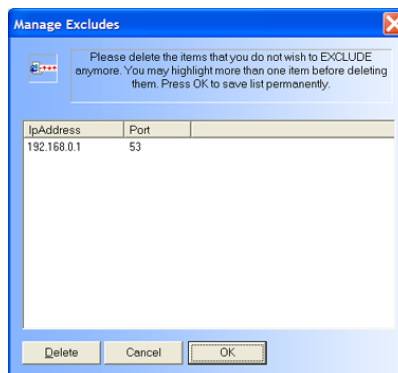 Manage Excludes
Please delete the items that you do not wish to EXCLUDE
anymore. You may highlight more than one item before deleting
them. Press OK to save list permanently.
IpAddress Port
192.168.0.1 53
Delete Cancel OK